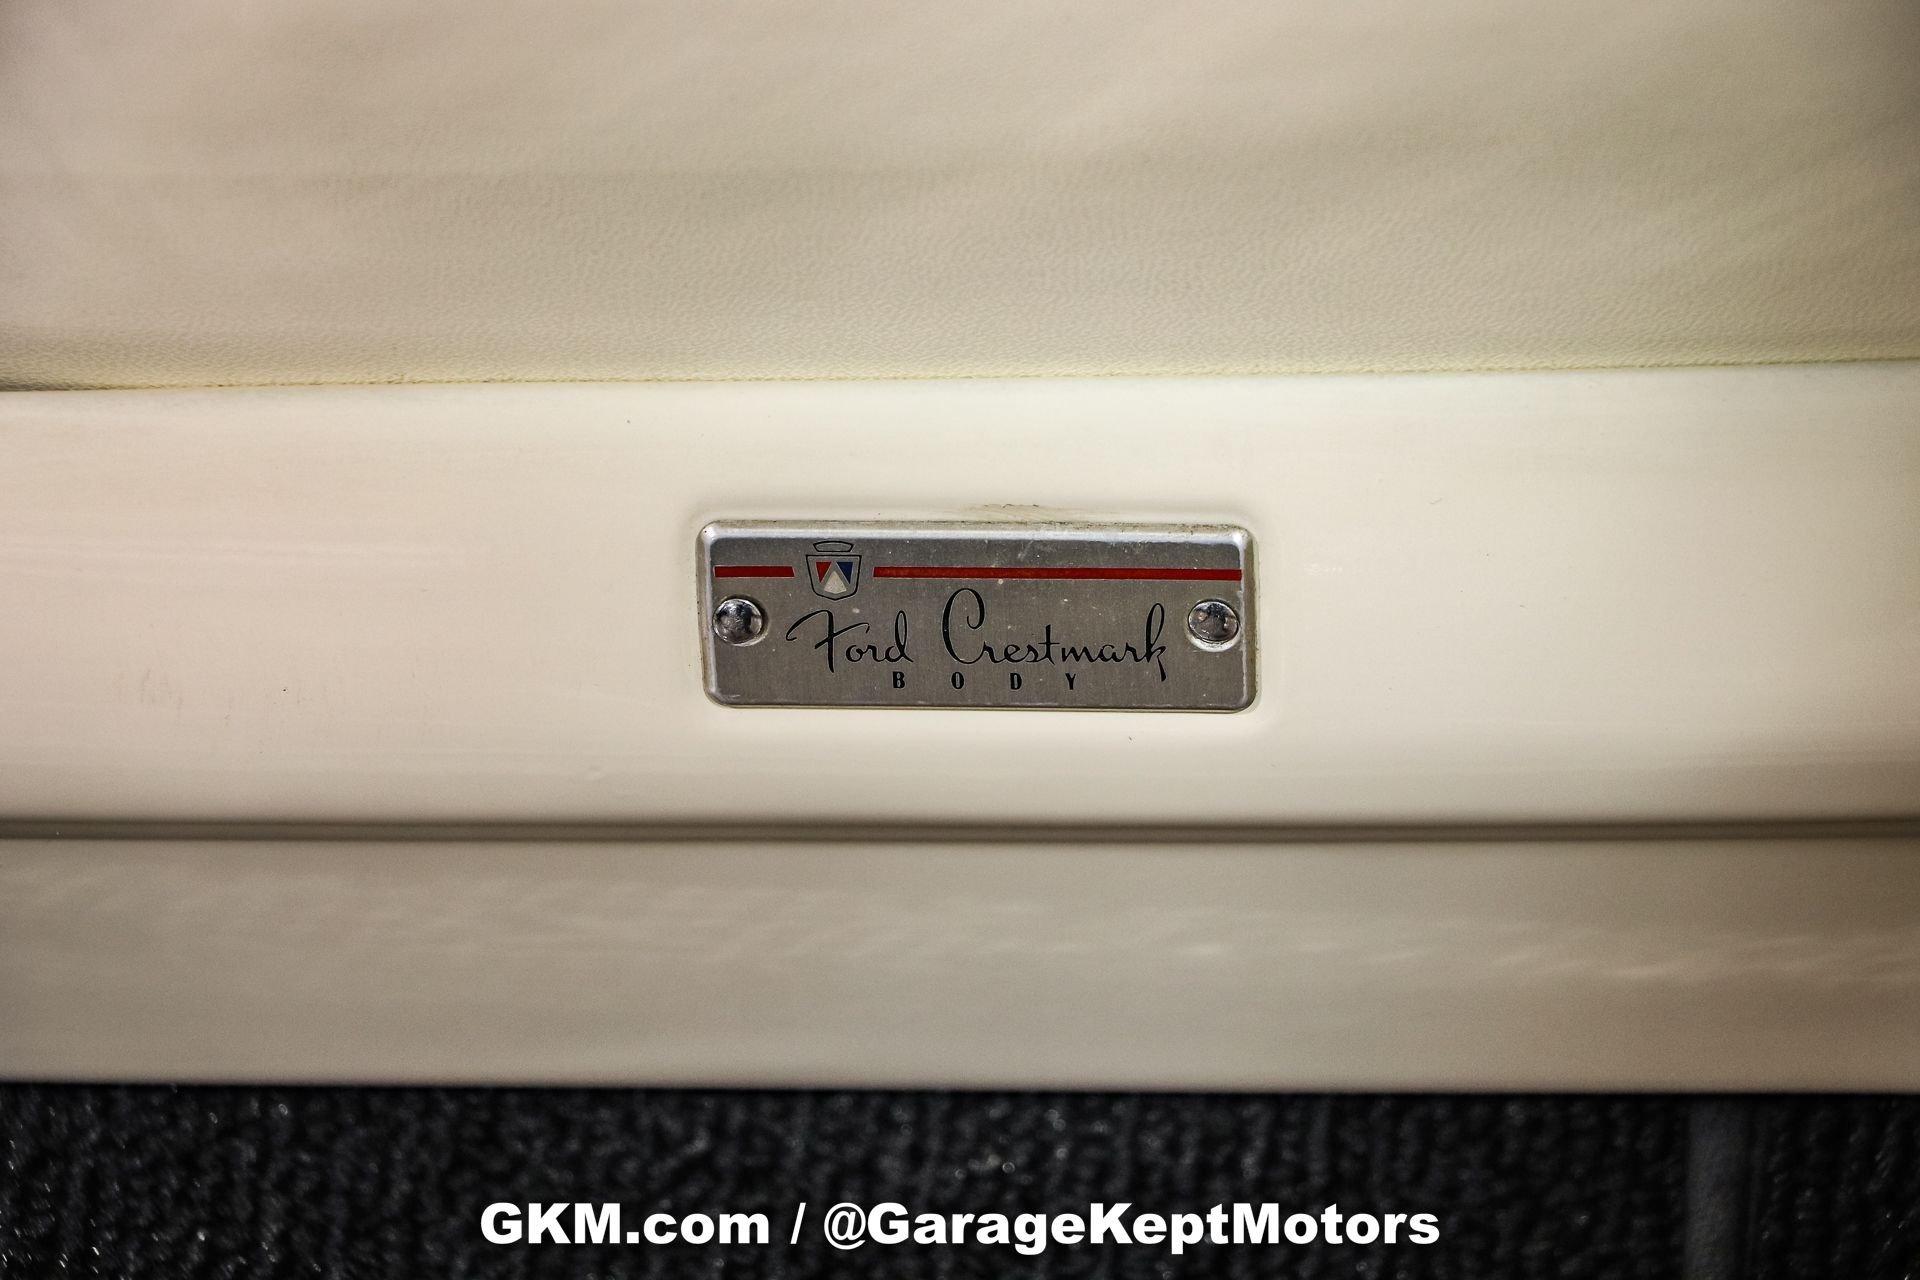 Ford Crestmark
BODY
GKM.com / @GarageKeptMotors